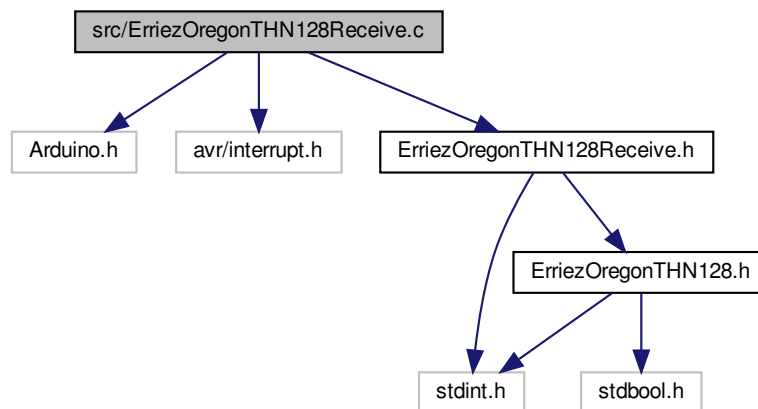 src/ErriezOregonTHN128Receive.c
Arduino.h
avr/interrupt.h
ErriezOregonTHN128Receive.h
ErriezOregonTHN128.h
stdint.h
stdbool.h